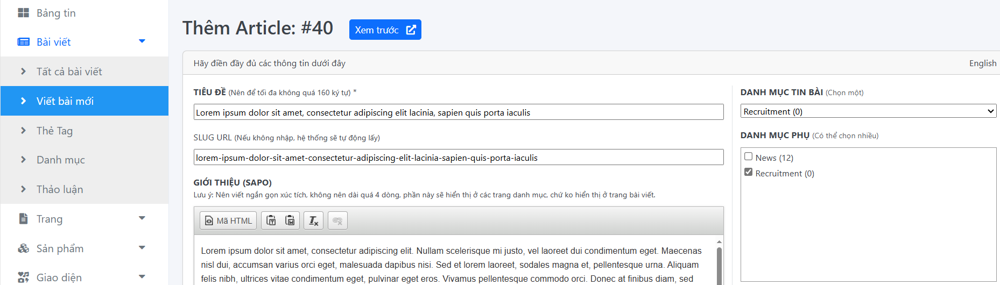 Bảng tin
Bài viết
Tất cả bài viết
Viết bài mới
Thẻ Tag
Danh mục
Thảo luận
Trang
Sản phẩm
Giao diện
Thêm Article: #40
Xem trước
Hãy điền đầy đủ các thông tin dưới đây
English
TIÊU ĐỀ (Nên để tối đa không quá 160 ký tự) *
Lorem ipsum dolor sit amet, consectetur adipiscing elit lacinia, sapien quis porta iaculis
SLUG URL (Nếu không nhập, hệ thống sẽ tự động lấy)
lorem-ipsum-dolor-sit-amet-consectetur-adipiscing-elit-lacinia-sapien-quis-porta-iaculis
GIỚI THIỆU (SAPO)
Lưu ý: Nên viết ngắn gọn xúc tích, không nên dài quá 4 dòng, phần này sẽ hiển thị ở các trang danh mục, chứ ko hiển thị ở trang bài viết.
Mã HTML
Lorem ipsum dolor sit amet, consectetur adipiscing elit. Nullam scelerisque mi justo, vel laoreet dui condimentum eget. Maecenas
nisl dui, accumsan varius orci eget, malesuada dapibus nisi. Sed et lorem laoreet, sodales magna et, pellentesque urna. Aliquam
felis nibh, ultrices vitae condimentum eget, pulvinar eget eros. Vivamus pellentesque commodo orci. Donec at finibus diam, sed
DANH MỤC TIN BÀI (Chọn một)
Recruitment (0)
DANH MỤC PHỤ (Có thể chọn nhiều)
News (12)
Recruitment (0)